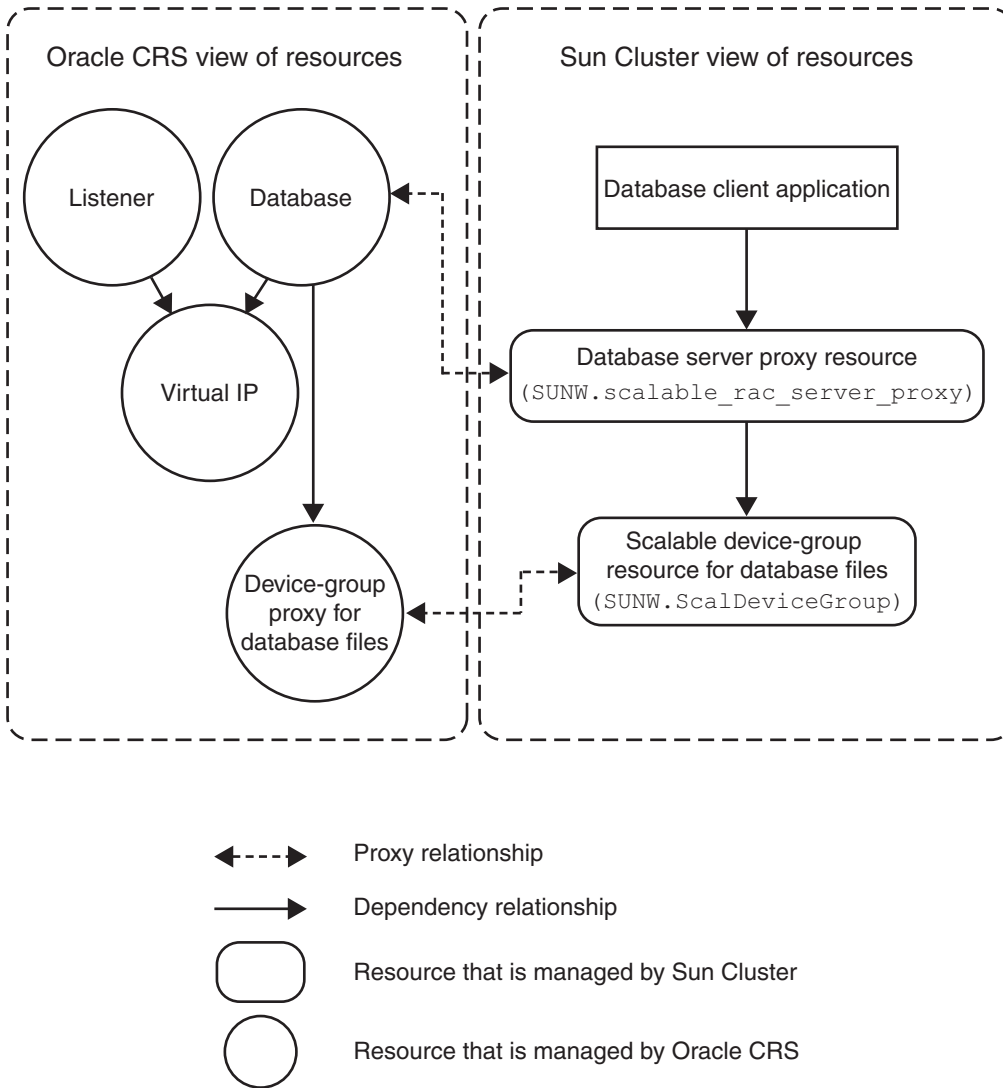 Oracle CRS view of resources
Listener
Database
Virtual IP
Device-group
proxy for
database files
Sun Cluster view of resources
Database client application
Database server proxy resource
(SUNW.scalable_rac_server_proxy)
Scalable device-group
resource for database files
(SUNW.ScalDeviceGroup)
Proxy relationship
Dependency relationship
Resource that is managed by Sun Cluster
Resource that is managed by Oracle CRS